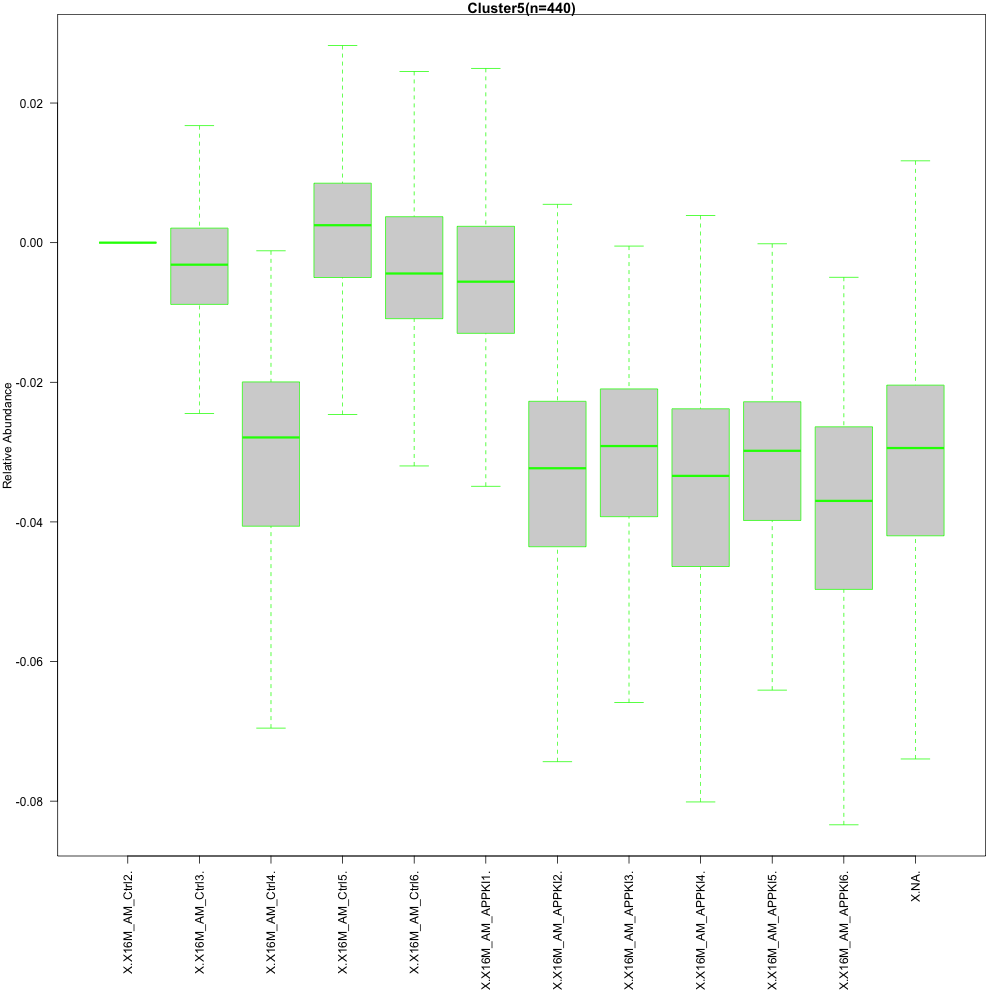 Cluster5(n=440)
Relative Abundance
0.02
0.00
-0.02
-0.04
-0.06
-0.08
X.X16M_AM_Ctrl2.
X.X16M_AM_Ctrl3.
X.X16M_AM_Ctrl4.
X.X16M_AM_Ctrl5.
X.X16M_AM_Ctrl6.
X.X16M_AM_APPKI1.
X.X16M_AM_APPKI2.
X.X16M_AM_APPKI3.
X.X16M_AM_APPKI4.
X.X16M_AM_APPKI5.
X.X16M_AM_APPKI6.
X.NA.